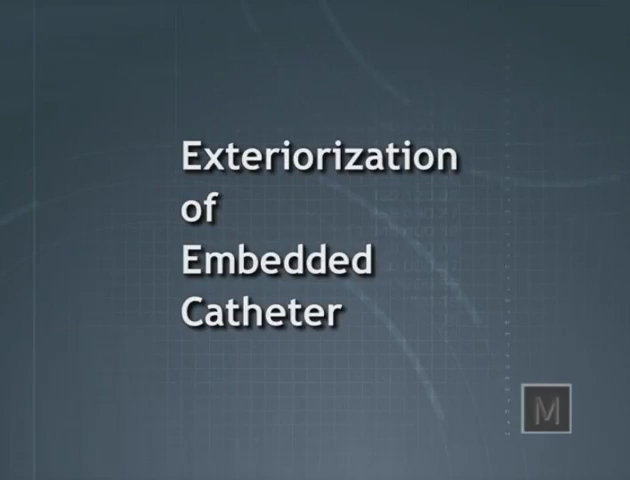 Exteriorization
of
Embedded
Catheter
M